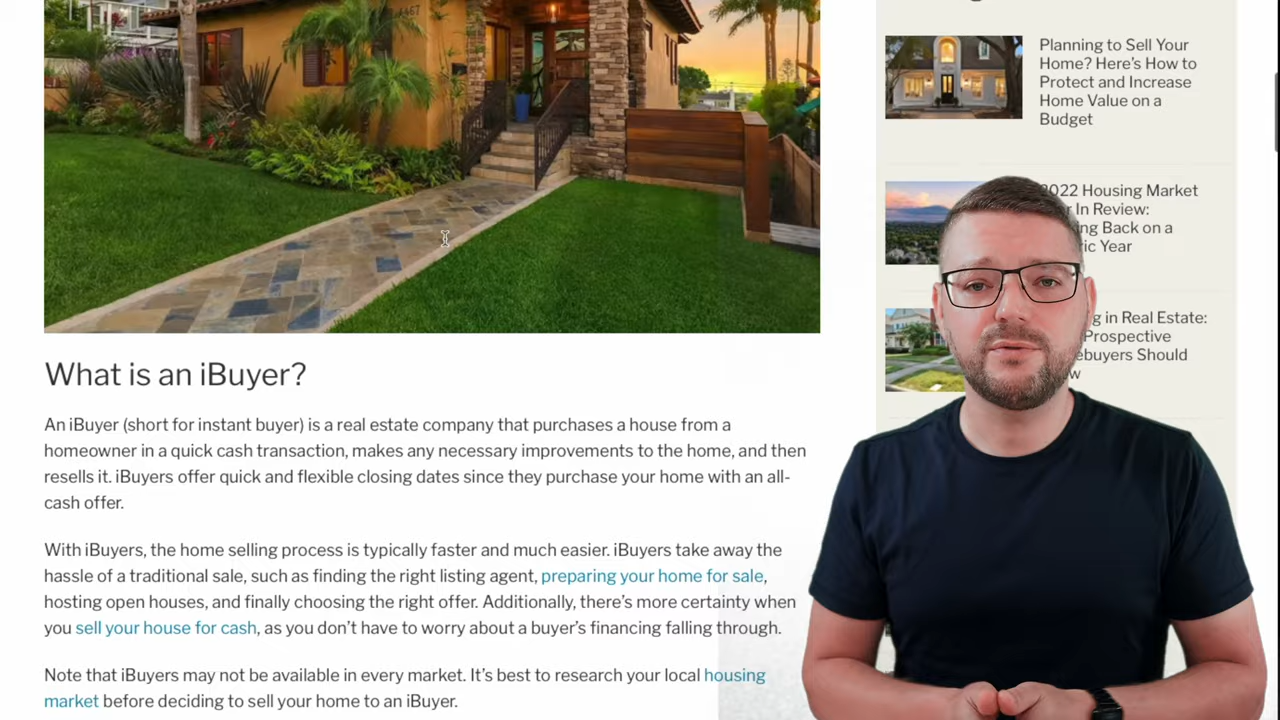 4467
Planning to Sell Your
Home? Here's How to
Protect and Increase
Home Value on a
Budget
2022 Housing Market
In Review:
Back on a
Year
in Real Estate:
Prospective
Should
What is an iBuyer?
An iBuyer (short for instant buyer) is a real estate company that purchases a house from a
homeowner in a quick cash transaction, makes any necessary improvements to the home, and then
resells it. iBuyers offer quick and flexible closing dates since they purchase your home with an all-
cash offer.
With iBuyers, the home selling process is typically faster and much easier. iBuyers take away the
hassle of a traditional sale, such as finding the right listing agent, preparing your home for sale,
hosting open houses, and finally choosing the right offer. Additionally, there's more certainty when
you sell your house for cash, as you don't have to worry about a buyer's financing falling through.
Note that iBuyers may not be available in every market. It's best to research your local housing
market before deciding to sell your home to an iBuyer.